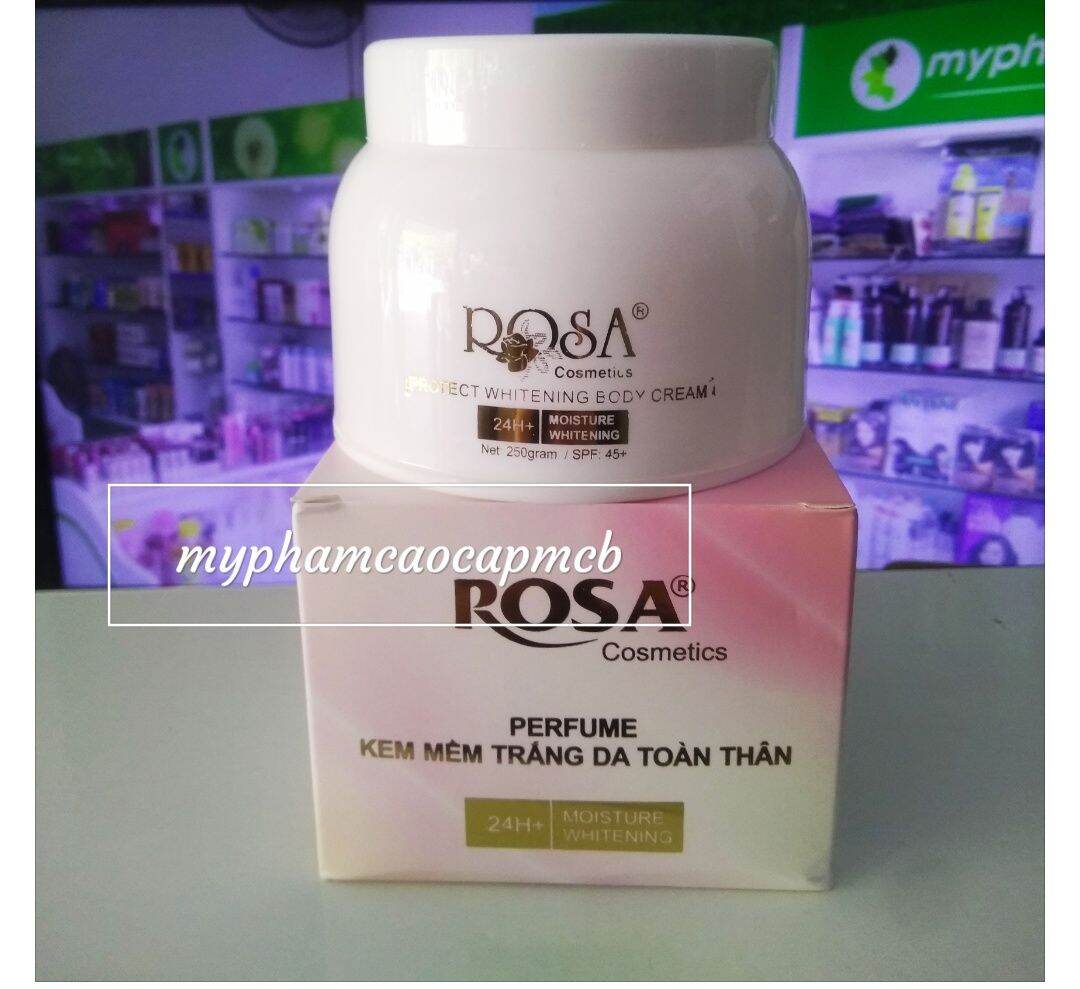 myph
ROSA®
Cosmetics
PROTECT WHITENING BODY CREAM
24H+ MOISTURE
WHITENING
Net: 250gram / SPF: 45+
myphamcaocapmcb
ROSA®
Cosmetics
PERFUME
KEM MỀM TRẮNG DA TOÀN THÂN
24H+ MOISTURE
WHITENING